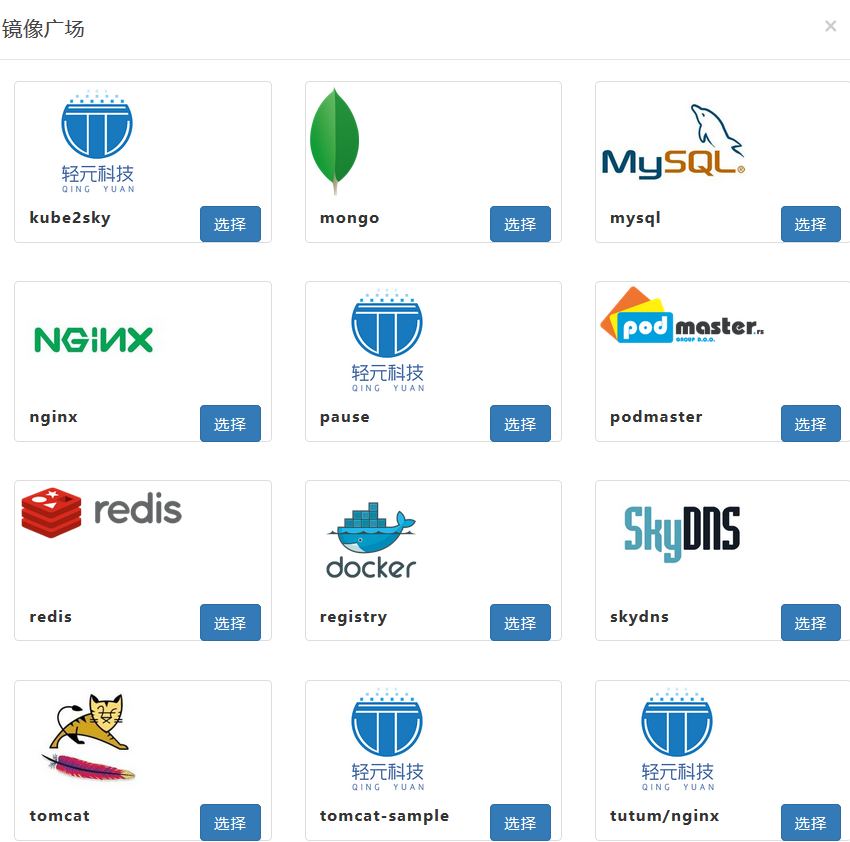 镜像广场
×
轻元科技
QING YUAN
kube2sky
选择
mongo
选择
MySQL®
mysql
选择
NGINX
nginx
选择
轻元科技
QING YUAN
pause
选择
pod master.rs
GROUP D.O.O.
podmaster
选择
redis
redis
选择
docker
registry
选择
SkyDNS
skydns
选择
tomcat
选择
轻元科技
QING YUAN
tomcat-sample
选择
轻元科技
QING YUAN
tutum/nginx
选择